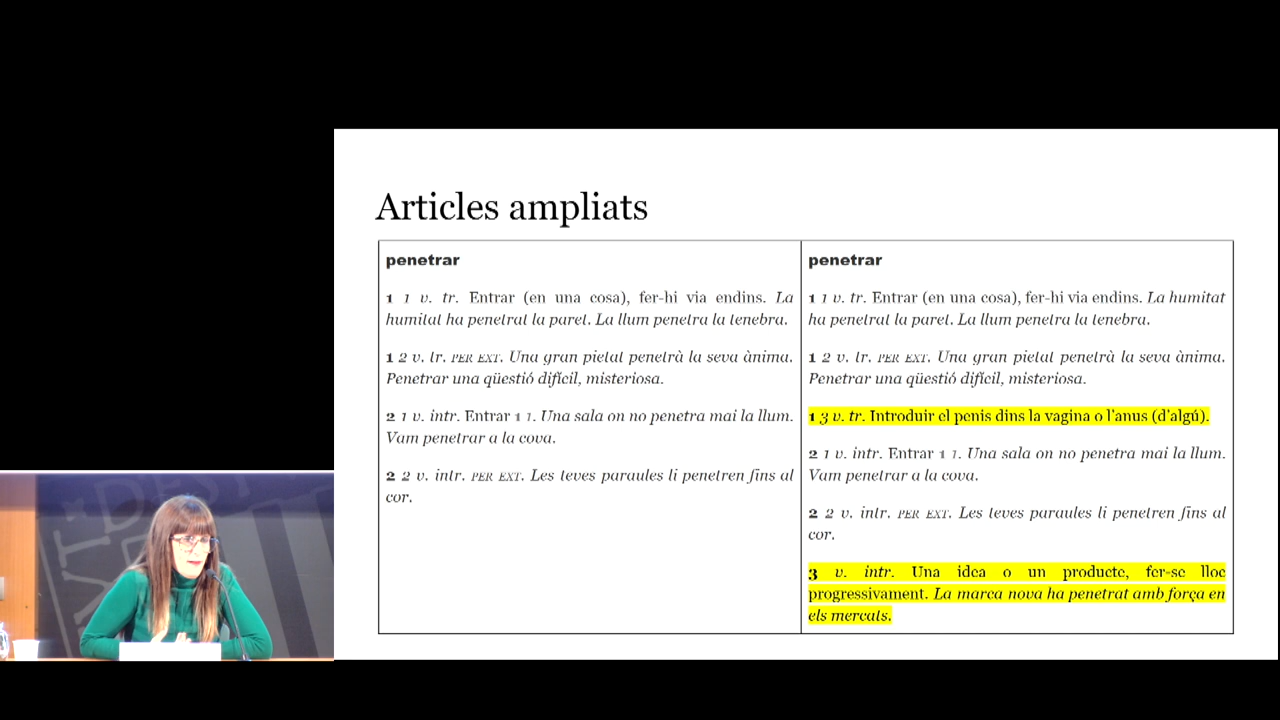 Articles ampliats
penetrar
1 1 v. tr. Entrar (en una cosa), fer-hi via endins. La
humitat ha penetrat la paret. La llum penetra la tenebra.
1 2 v. tr. PER EXT. Una gran pietat penetrà la seva ànima.
Penetrar una qüestió difícil, misteriosa.
2 1 v. intr. Entrar 1 1. Una sala on no penetra mai la llum.
Vam penetrar a la cova.
2 2 v. intr. PER EXT. Les teves paraules li penetren fins al
cor.
penetrar
1 1 v. tr. Entrar (en una cosa), fer-hi via endins. La humitat
ha penetrat la paret. La llum penetra la tenebra.
1 2 v. tr. PER EXT. Una gran pietat penetrà la seva ànima.
Penetrar una qüestió difícil, misteriosa.
1 3 v. tr. Introduir el penis dins la vagina o l'anus (d'algú).
2 1 v. intr. Entrar 1 1. Una sala on no penetra mai la llum.
Vam penetrar a la cova.
2 2 v. intr. PER EXT. Les teves paraules li penetren fins al
cor.
3 v. intr. Una idea o un producte, fer-se lloc
progressivament. La marca nova ha penetrat amb força en
els mercats.